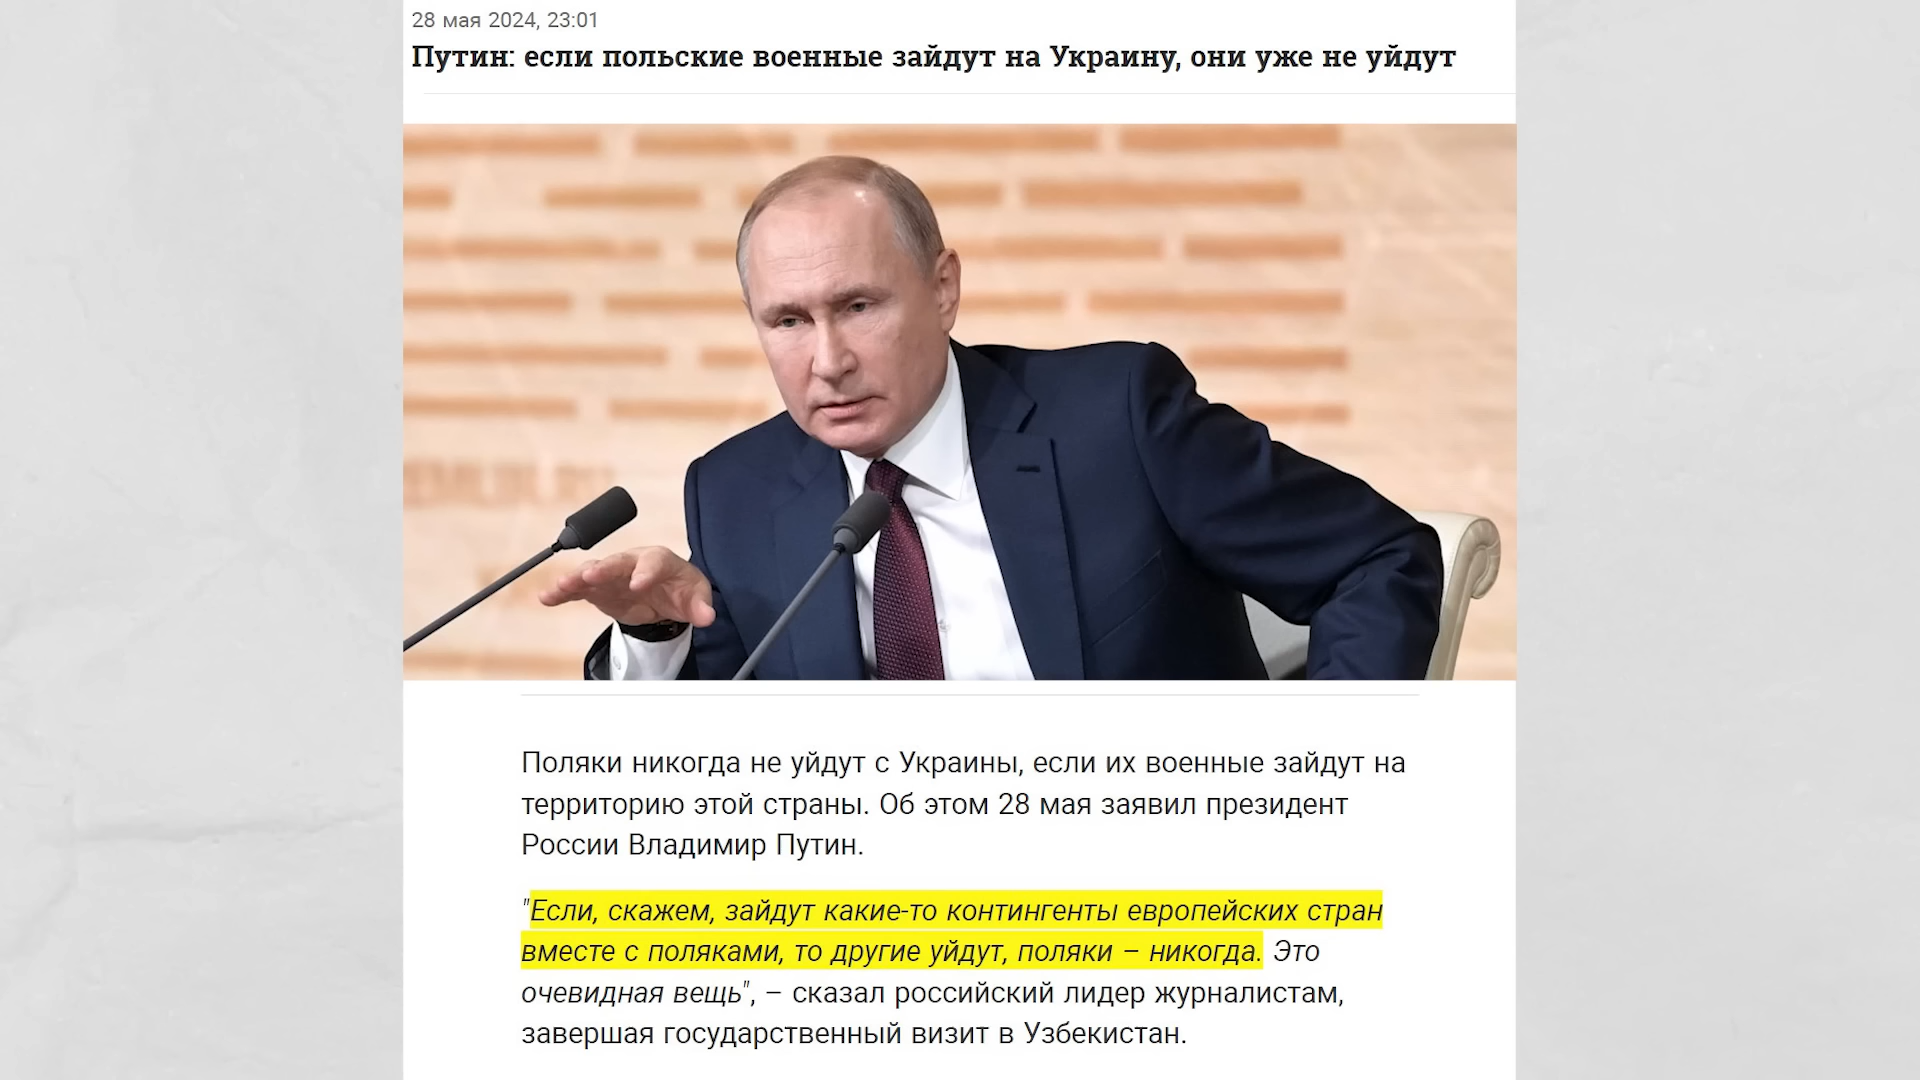 28 мая 2024, 23:01
Путин: если польские военные зайдут на Украину, они уже не уйдут
Поляки никогда не уйдут с Украины, если их военные зайдут на
территорию этой страны. Об этом 28 мая заявил президент
России Владимир Путин.
"Если, скажем, зайдут какие-то контингенты европейских стран
вместе с поляками, то другие уйдут, поляки – никогда. Это
очевидная вещь", – сказал российский лидер журналистам,
завершая государственный визит в Узбекистан.